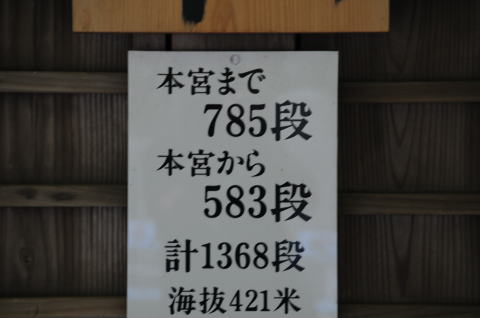 本宮まで
785段
本宮から
583段
計1368段
海抜421米